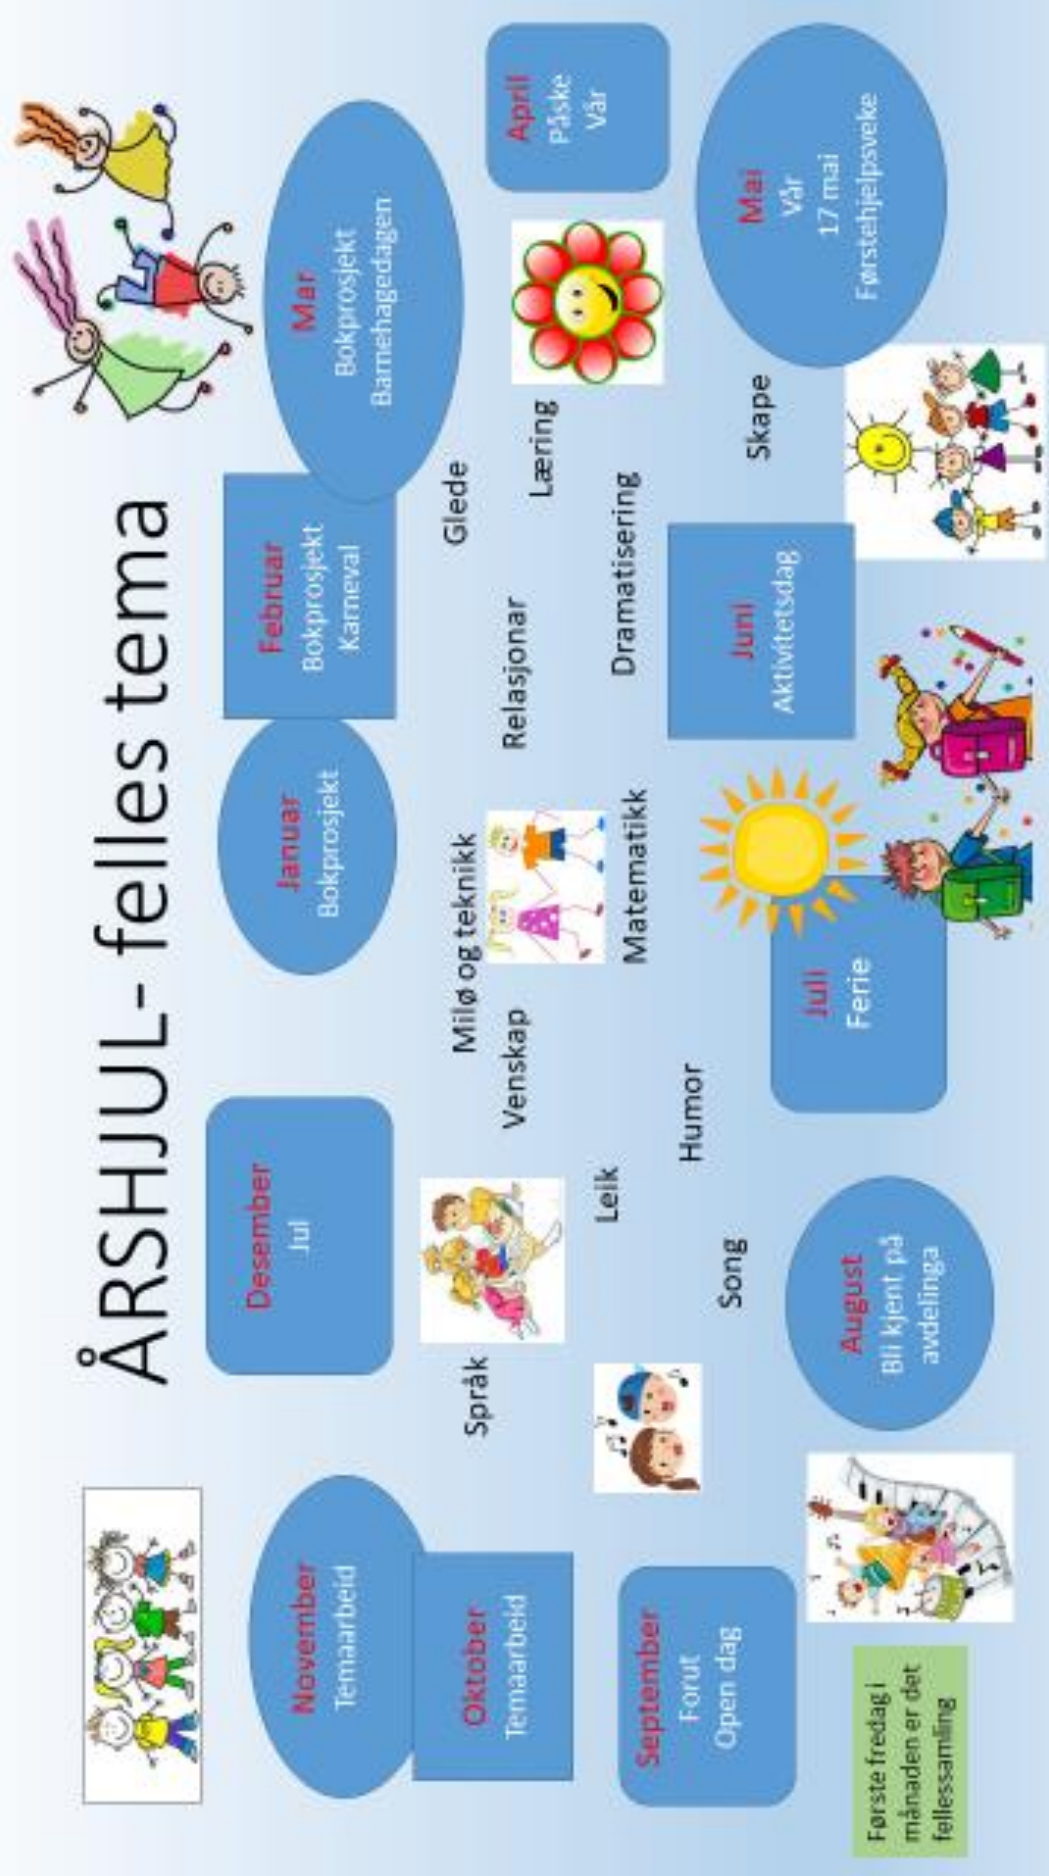 ÅRSHJUL- felles tema
November
Temaarbeid
Desember
Jul
Januar
Bokprosjekt
Februar
Bokprosjekt
Karneval
Mar
Bokprosjekt
Barnehagedagen
Oktober
Temaarbeid
April
Påske
Vår
Språk
Miløog teknikk
Venskap
Relasjonar
Glede
Læring
Leik
Matematikk
Dramatisering
September
Forut
Open dag
Song
Humor
Skape
Juni
Aktivitetsdag
Mai
Vår
17 mai
Førstehjelpsveke
August
Bli kjent på
avdelinga
Juli
Ferie
Første fredag i
månaden er det
fellessamling